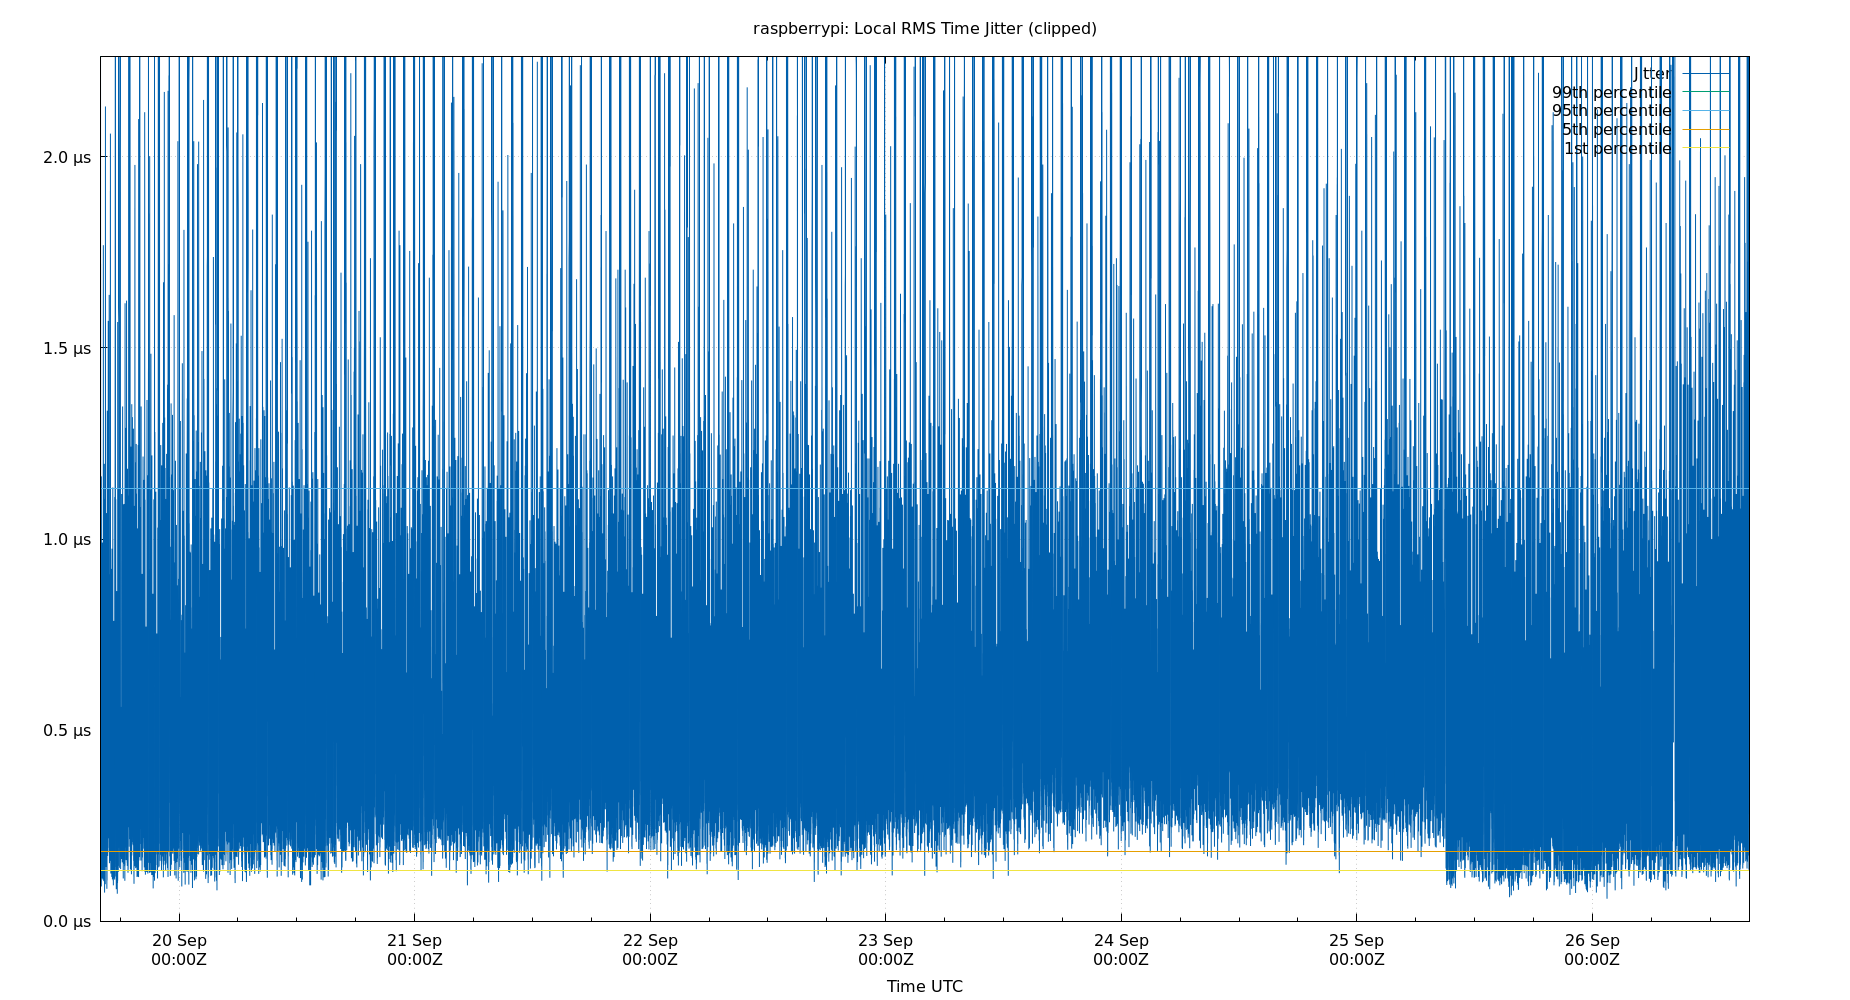 raspberrypi: Local RMS Time Jitter (clipped)
Jitter
99th percentile
95th percentile
5th percentile
1st percentile
2.0 µs
1.5 µs
1.0 µs
0.5 µs
0.0 µs
20 Sep 21 Sep 22 Sep 23 Sep 24 Sep 25 Sep 26 Sep
00:00Z 00:00Z 00:00Z 00:00Z 00:00Z 00:00Z 00:00Z
Time UTC